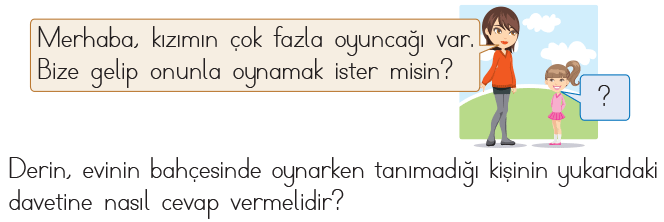 Merhaba, kızımın çok fazla oyuncağı var.
Bize gelip onunla oynamak ister misin?
?
Derin, evinin bahçesinde oynarken tanımadığı kişinin yukarıdaki
davetine nasıl cevap vermelidir?